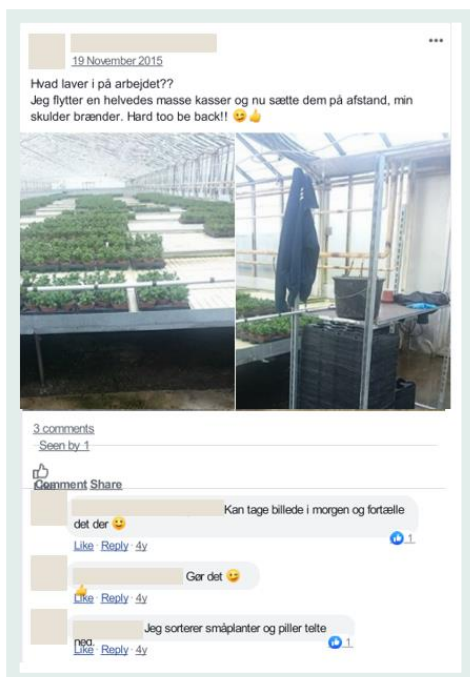 19 November 2015
Hvad laver i på arbejdet??
Jeg flytter en helvedes masse kasser og nu sætte dem på afstand, min
skulder brænder. Hard too be back!! 😉👍
3 comments
Seen by 1
Like
Comment Share
Kan tage billede i morgen og fortælle
det der 😃
Like · Reply · 4y
1
Gør det 😉
👍
Like · Reply · 4y
Jeg sorterer småplanter og piller telte
ned.
Like · Reply · 4y
1